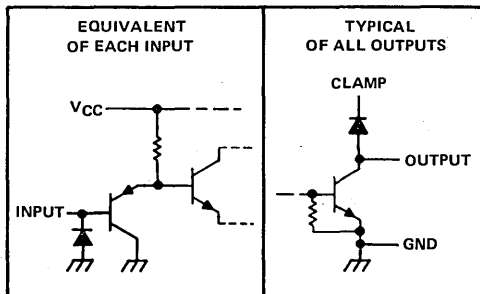 EQUIVALENT
OF EACH INPUT
VCC
INPUT
TYPICAL
OF ALL OUTPUTS
CLAMP
OUTPUT
GND